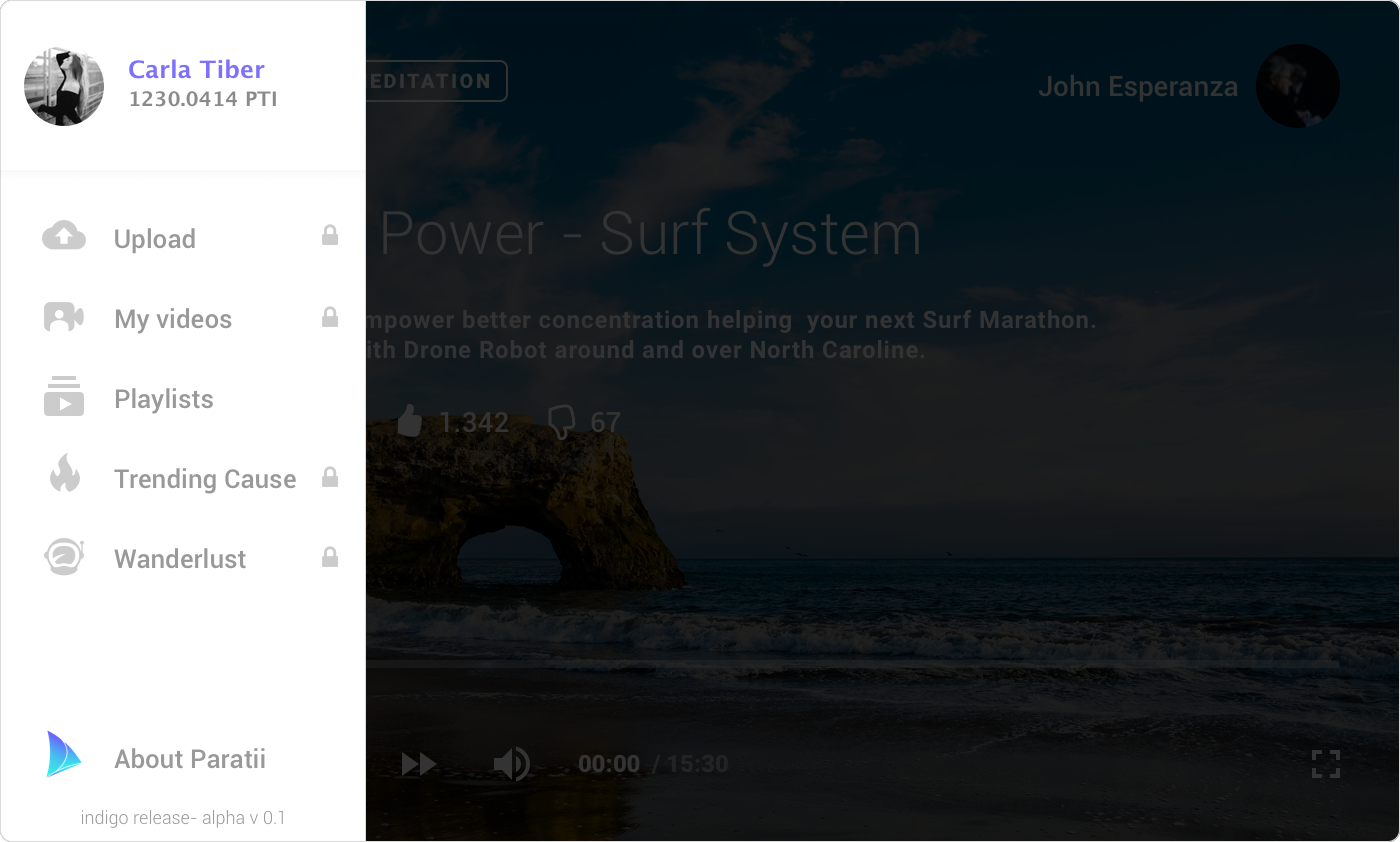 Carla Tiber
1230.0414 PTI
Upload
My videos
Playlists
Trending Cause
Wanderlust
About Paratii
indigo release- alpha v 0.1
EDITATION
John Esperanza
Power - Surf System
mpower better concentration helping  your next Surf Marathon.
ith Drone Robot around and over North Caroline.
1.342 67
00:00 / 15:30